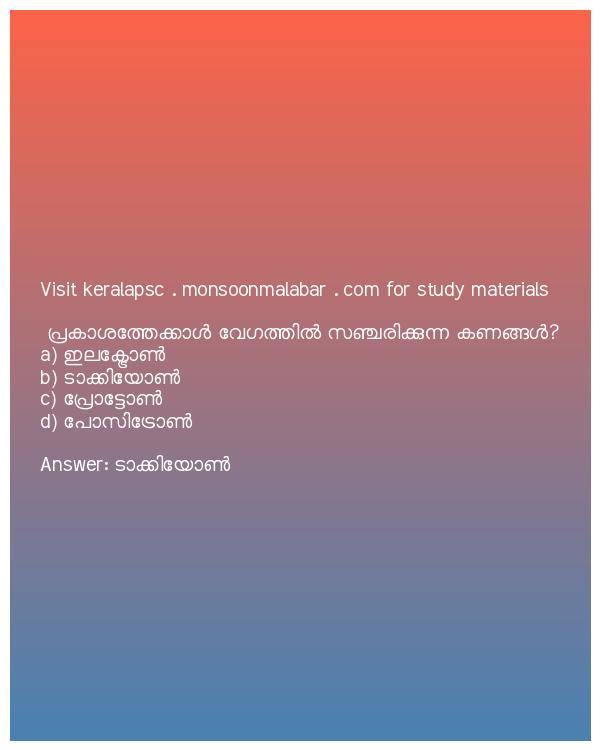 Visit keralapsc . monsoonmalabar . com for study materials
പ്രകാശത്തേക്കാൾ വേഗത്തിൽ സഞ്ചരിക്കുന്ന കണങ്ങൾ?
a) ഇലക്ട്രോൺ
b) ടാക്കിയോൺ
c) പ്രോട്ടോൺ
d) പോസിട്രോൺ
Answer: ടാക്കിയോൺ